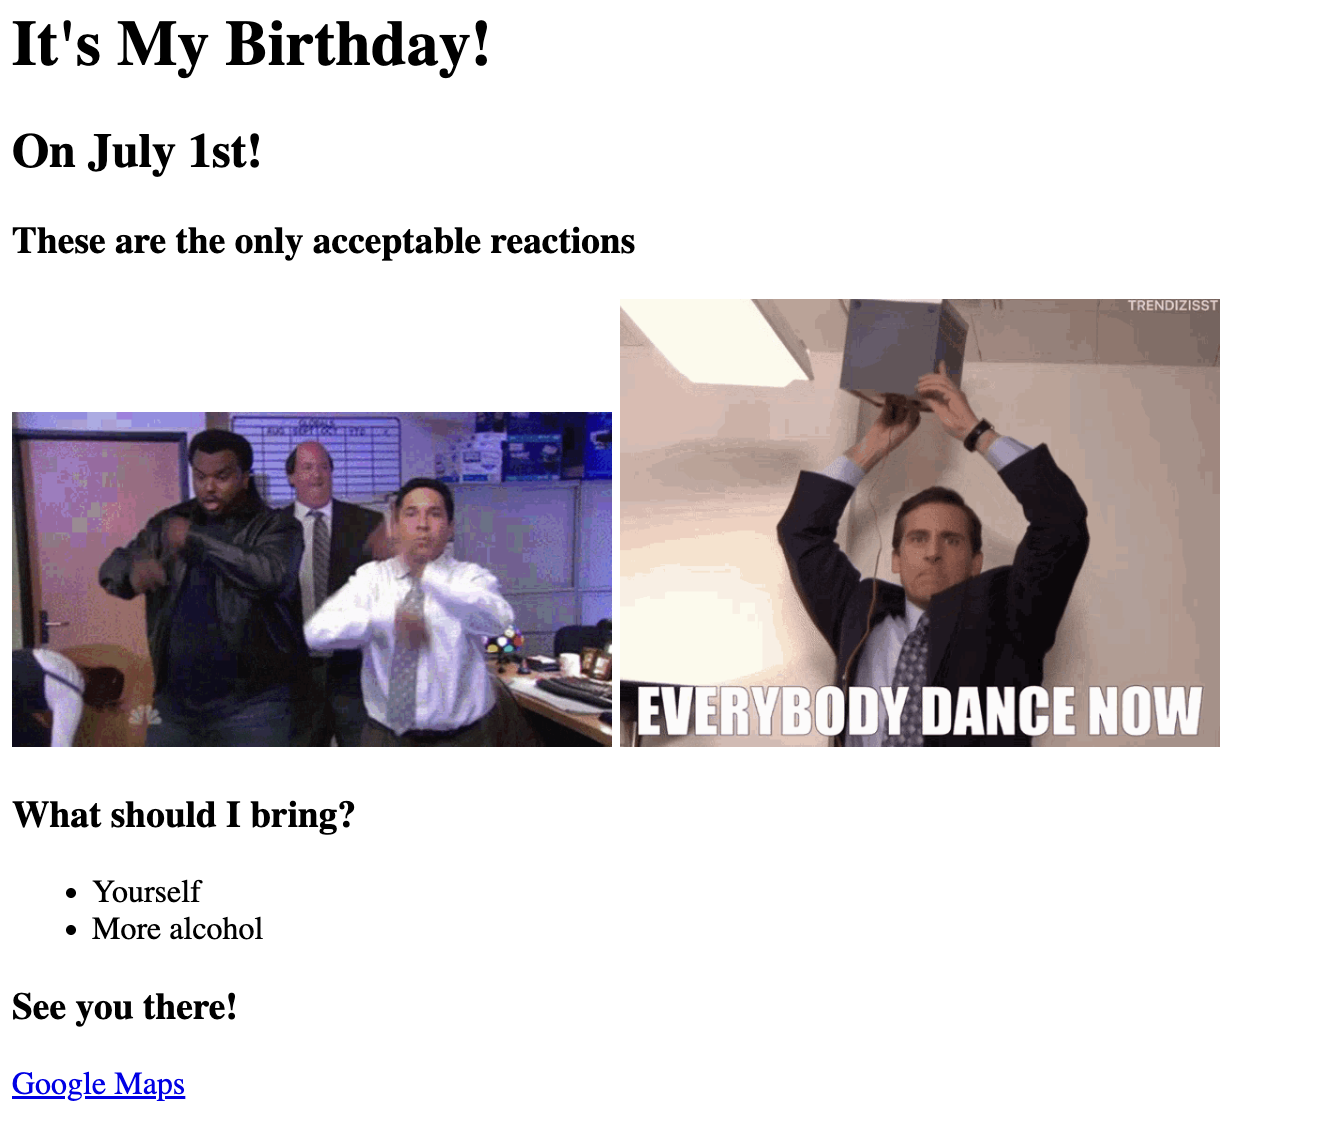 It's My Birthday!
On July 1st!
These are the only acceptable reactions
TRENDIZISST
EVERYBODY DANCE NOW
What should I bring?
Yourself
More alcohol
See you there!
Google Maps